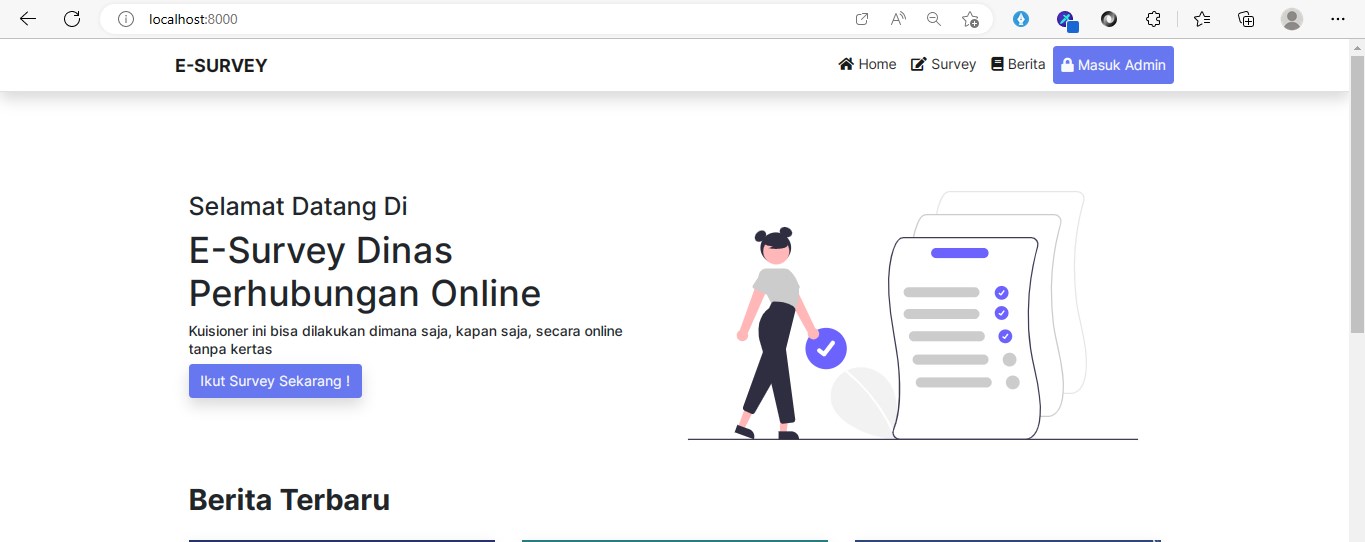 localhost:8000
E-SURVEY
Home Survey Berita Masuk Admin
Selamat Datang Di
E-Survey Dinas
Perhubungan Online
Kuisioner ini bisa dilakukan dimana saja, kapan saja, secara online
tanpa kertas
Ikut Survey Sekarang !
Berita Terbaru